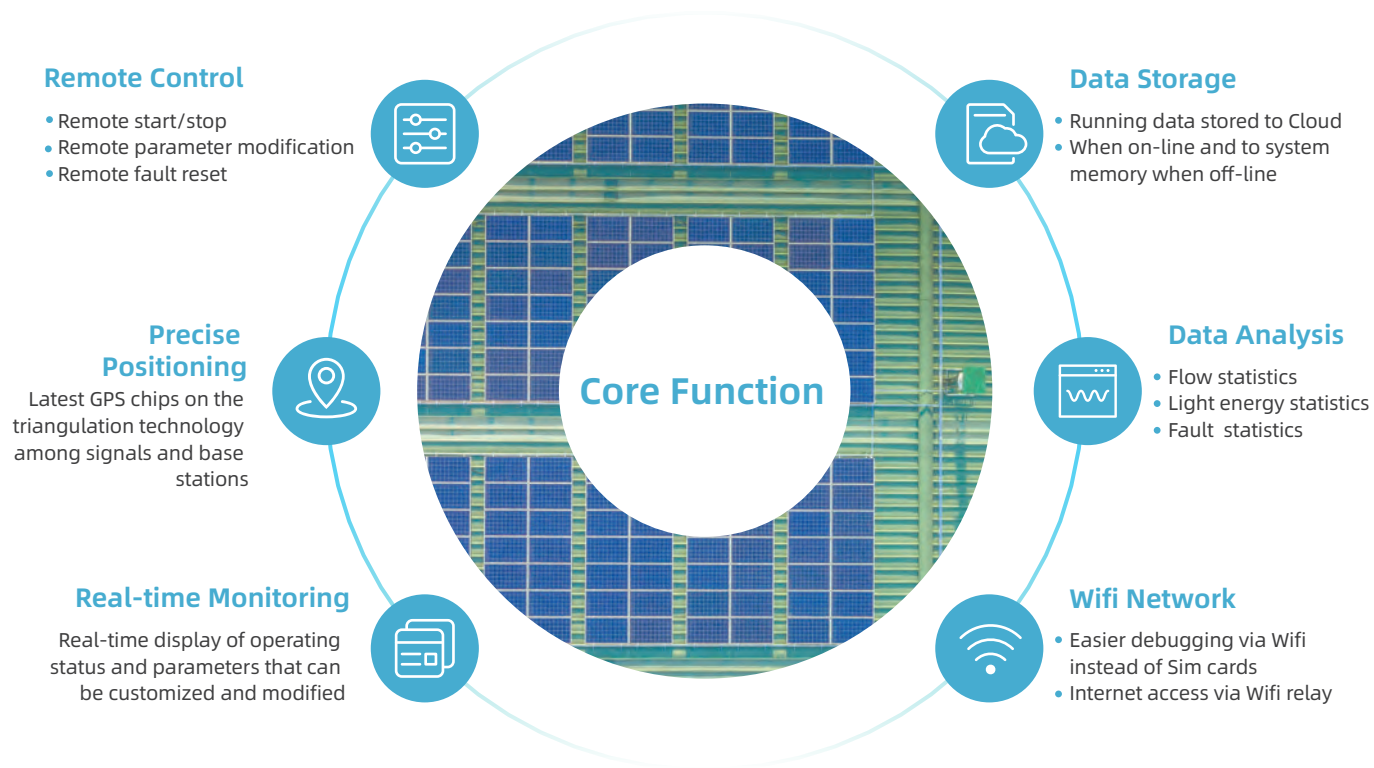 Remote Control
• Remote start/stop
• Remote parameter modification
• Remote fault reset
Precise
Positioning
Latest GPS chips on the
triangulation technology
among signals and base
stations
Real-time Monitoring
Real-time display of operating
status and parameters that can
be customized and modified
Core Function
Data Storage
• Running data stored to Cloud
• When on-line and to system
memory when off-line
Data Analysis
• Flow statistics
• Light energy statistics
• Fault statistics
Wifi Network
• Easier debugging via Wifi
instead of Sim cards
• Internet access via Wifi relay